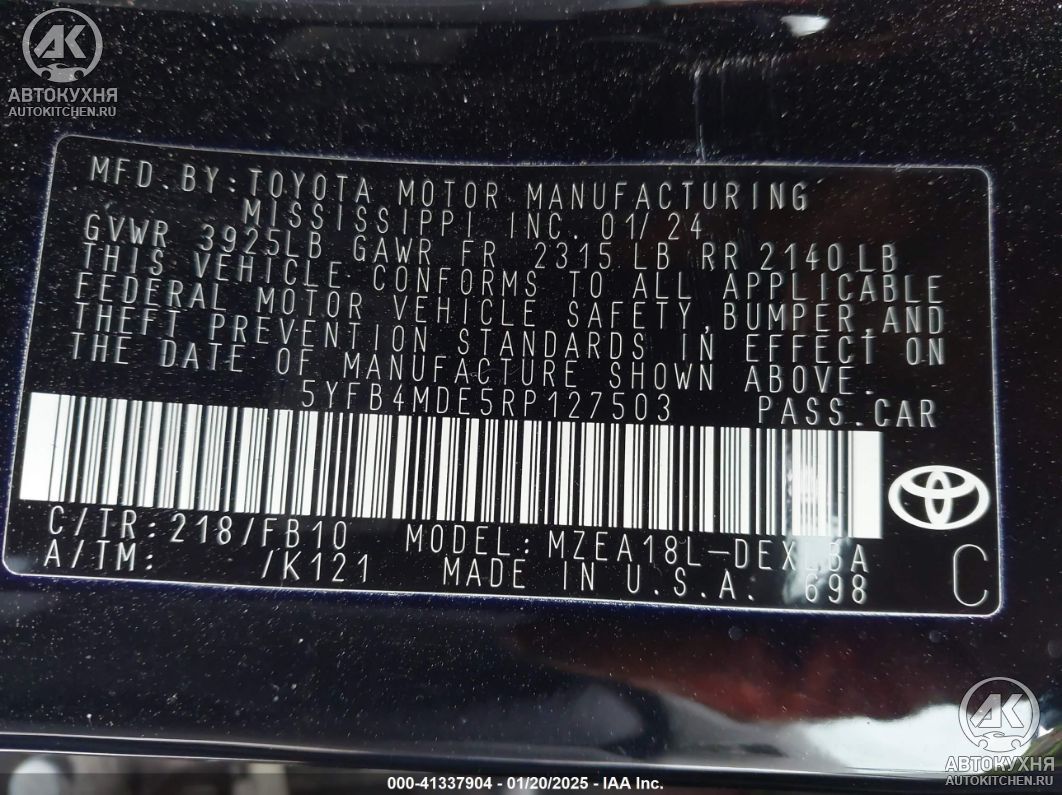 АВТОКУХНЯ
AUTOKITCHEN.RU
MFD.BY:TOYOTA MOTOR MANUFACTURING
MISSISSIPPI INC. 01/24
GVWR 3925LB GAWR FR 2315 LB RR 2140 LB
THIS VEHICLE CONFORMS TO ALL APPLICABLE
FEDERAL MOTOR VEHICLE SAFETY,BUMPER,AND
THEFT PREVENTION STANDARDS IN EFFECT ON
THE DATE OF MANUFACTURE SHOWN ABOVE.
5YFB4MDE5RP127503 PASS.CAR
C/TR:218/FB10 MODEL:
A/TM: /K121 MADE IN U.S.A. 698
C
АВТОКУХНЯ
AUTOKITCHEN.RU
000-41337904 - 01/20/2025 - IAA Inc.